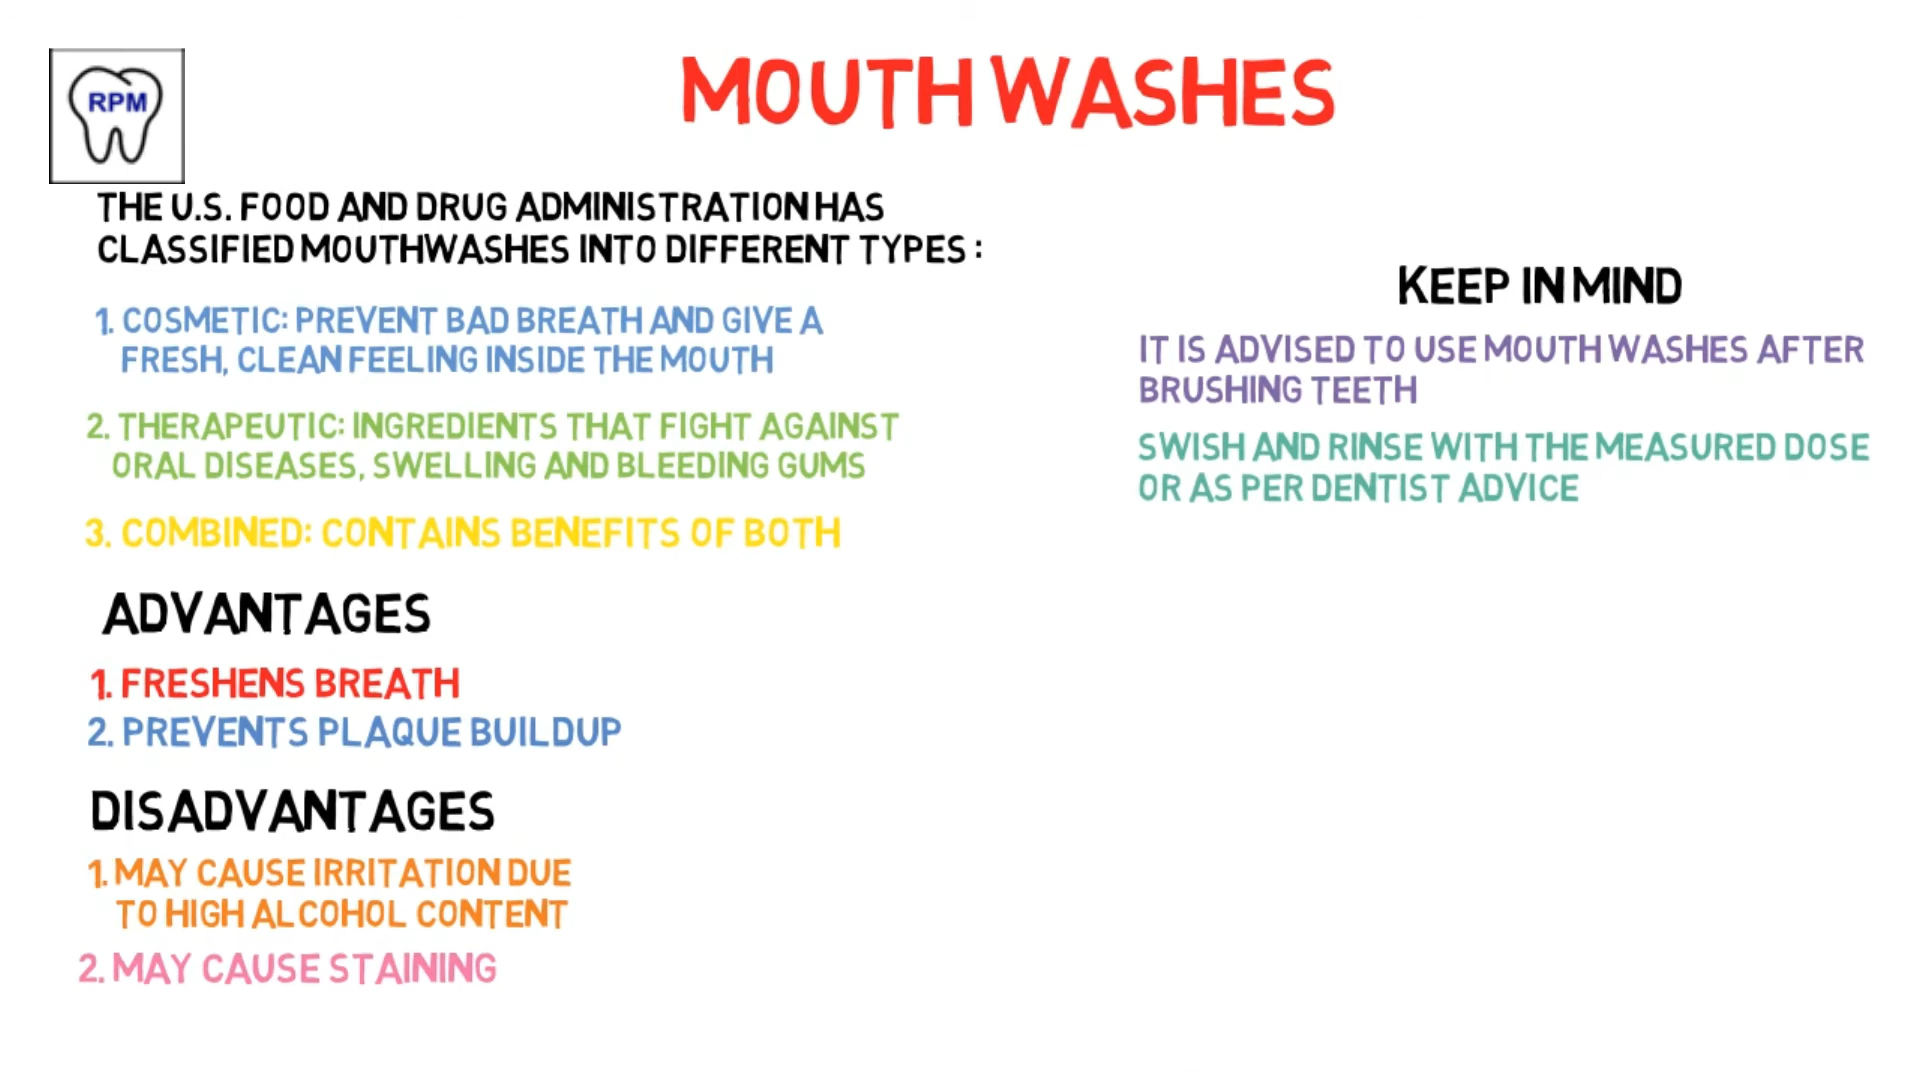 RPM
MOUTH WASHES
THE U.S. FOOD AND DRUG ADMINISTRATION HAS
CLASSIFIED MOUTHWASHES INTO DIFFERENT TYPES :
1. COSMETIC: PREVENT BAD BREATH AND GIVE A
FRESH, CLEAN FEELING INSIDE THE MOUTH
2. THERAPEUTIC: INGREDIENTS THAT FIGHT AGAINST
ORAL DISEASES, SWELLING AND BLEEDING GUMS
3. COMBINED: CONTAINS BENEFITS OF BOTH
ADVANTAGES
1. FRESHENS BREATH
2. PREVENTS PLAQUE BUILDUP
DISADVANTAGES
1. MAY CAUSE IRRITATION DUE
TO HIGH ALCOHOL CONTENT
2. MAY CAUSE STAINING
KEEP IN MIND
IT IS ADVISED TO USE MOUTH WASHES AFTER
BRUSHING TEETH
SWISH AND RINSE WITH THE MEASURED DOSE
OR AS PER DENTIST ADVICE